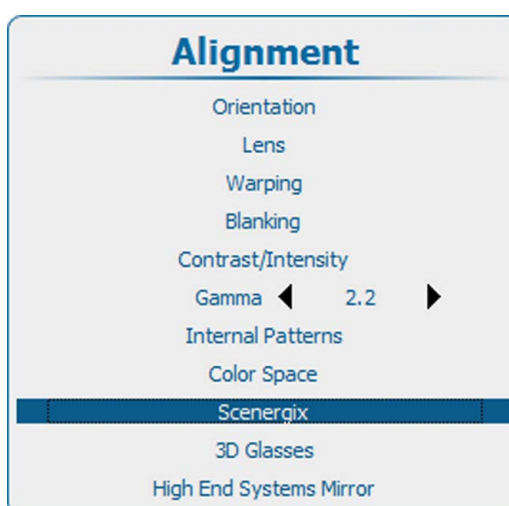 Alignment
Orientation
Lens
Warping
Blanking
Contrast/Intensity
Gamma 2.2
Internal Patterns
Color Space
Scenergix
3D Glasses
High End Systems Mirror